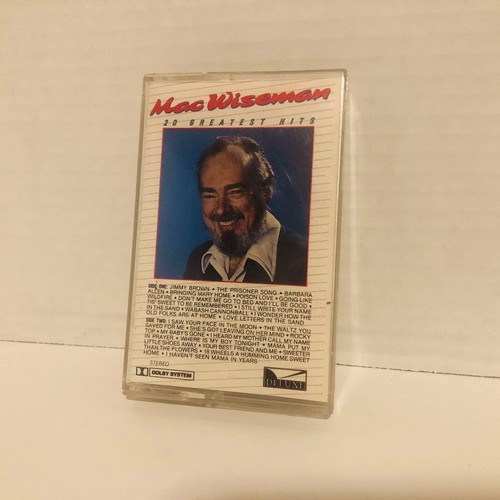 Mac Wiseman
20 GREATEST HITS
SIDE ONE: JIMMY BROWN • THE PRISONER SONG • BARBARA
ALLEN • BRINGING MARY HOME • POISON LOVE • GOING LIKE
WILDFIRE • DON'T MAKE ME GO TO BED AND I'LL BE GOOD •
TIS' SWEET TO BE REMEMBERED • I STILL WRITE YOUR NAME
IN THE SAND • WABASH CANNONBALL • I WONDER HOW THE
OLD FOLKS ARE AT HOME • LOVE LETTERS IN THE SAND
SIDE TWO: I SAW YOUR FACE IN THE MOON • THE WALTZ YOU
SAVED FOR ME • SHE'S GOT LEAVING ON HER MIND • ROCKY
TOP • MY BABY'S GONE • I HEARD MY MOTHER CALL MY NAME
IN PRAYER • WHERE IS MY BOY TONIGHT • MAMA PUT MY
LITTLE SHOES AWAY • YOUR BEST FRIEND AND ME • SWEETER
THAN THE FLOWERS • 18 WHEELS A'HUMMING HOME SWEET
HOME • I HAVEN'T SEEN MAMA IN YEARS
STEREO
DOLBY SYSTEM
DELUXE